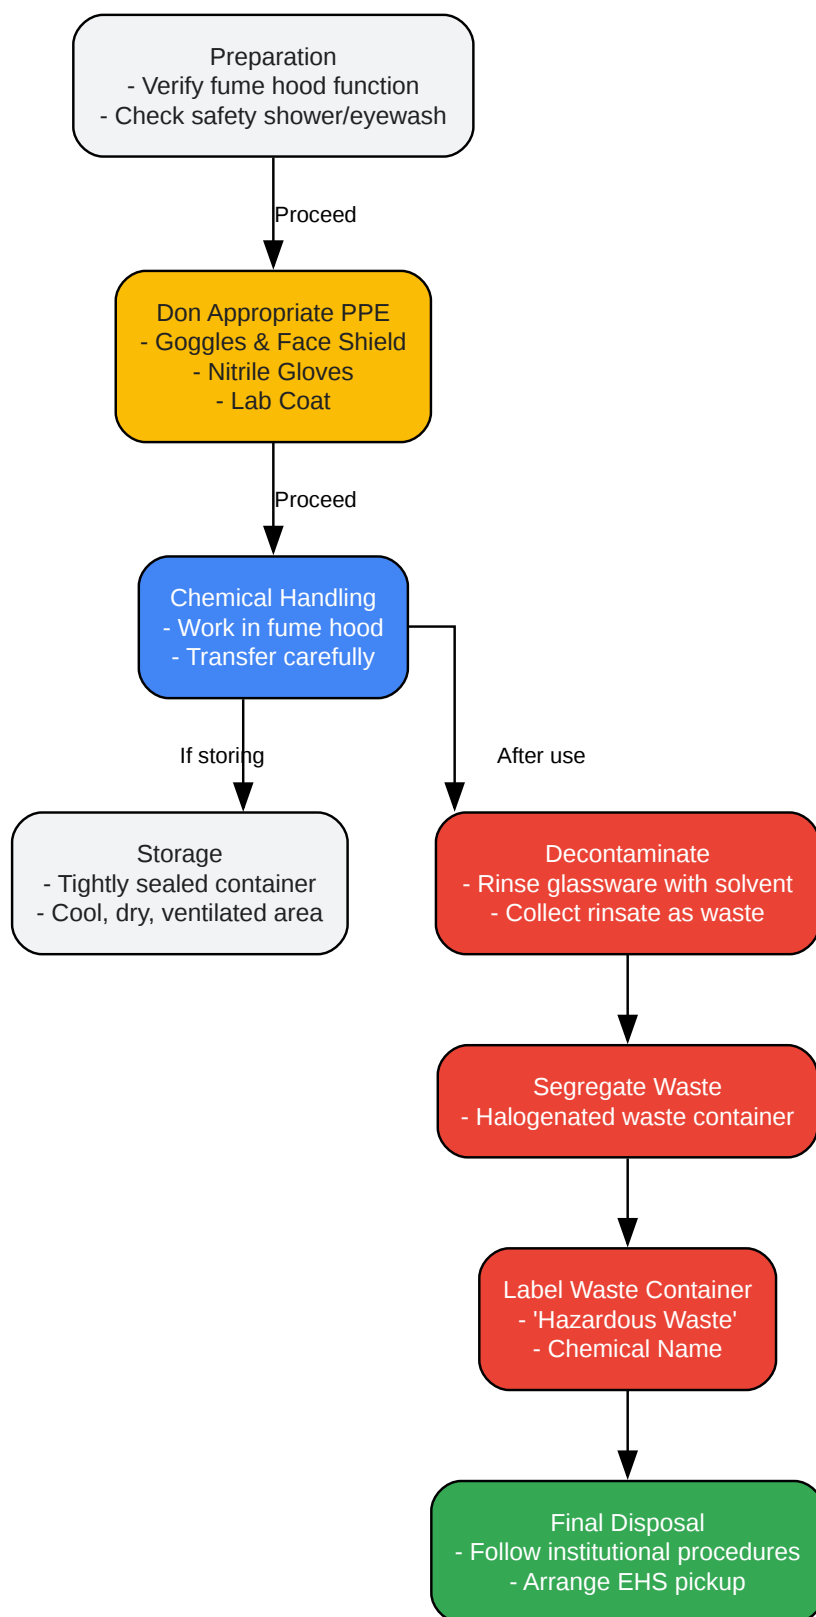 Preparation
- Verify fume hood function
- Check safety shower/eyewash
Proceed
Don Appropriate PPE
- Goggles & Face Shield
- Nitrile Gloves
- Lab Coat
Proceed
Chemical Handling
- Work in fume hood
- Transfer carefully
If storing
After use
Storage
- Tightly sealed container
- Cool, dry, ventilated area
Decontaminate
- Rinse glassware with solvent
- Collect rinsate as waste
Segregate Waste
- Halogenated waste container
Label Waste Container
- 'Hazardous Waste'
- Chemical Name
Final Disposal
- Follow institutional procedures
- Arrange EHS pickup